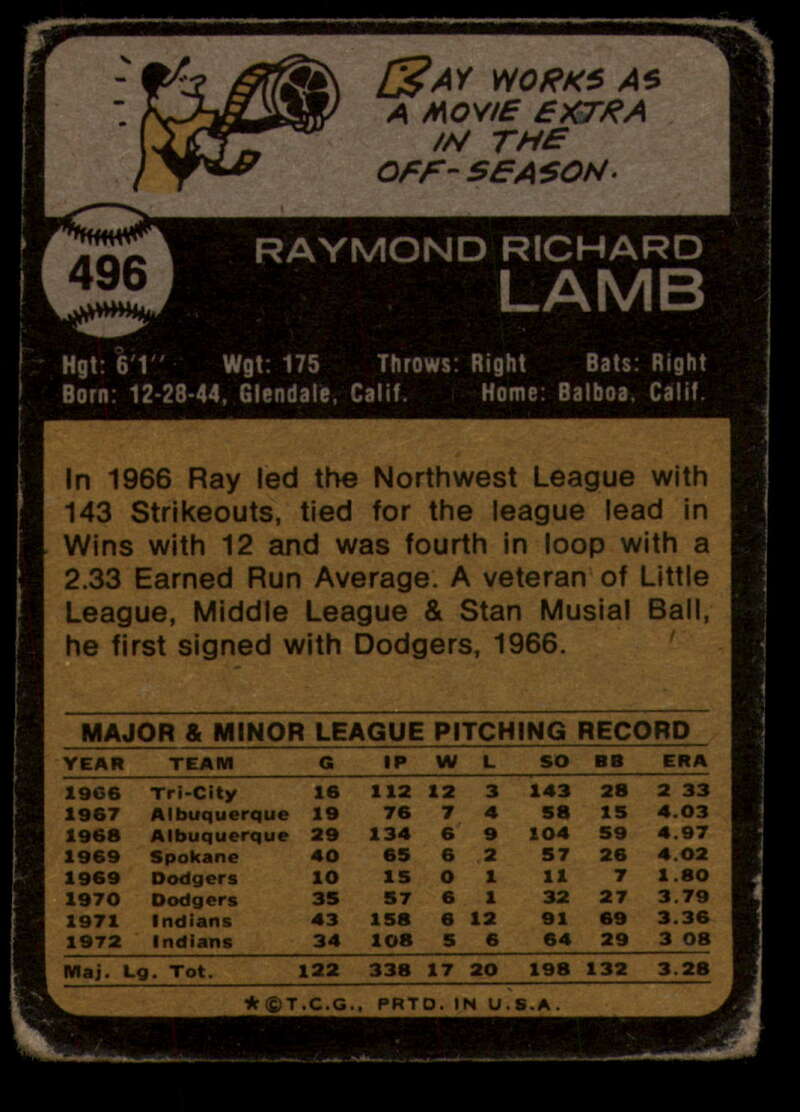 RAY WORKS AS
A MOVIE EXTRA
IN THE
OFF-SEASON.
496
RAYMOND RICHARD
LAMB
Hgt: 6'1" Wgt: 175 Throws: Right Bats: Right
Born: 12-28-44, Glendale, Calif. Home: Balboa, Calif.
In 1966 Ray led the Northwest League with
143 Strikeouts, tied for the league lead in
Wins with 12 and was fourth in loop with a
2.33 Earned Run Average. A veteran of Little
League, Middle League & Stan Musial Ball,
he first signed with Dodgers, 1966.
MAJOR & MINOR LEAGUE PITCHING RECORD
YEAR TEAM G IP W L SO BB ERA
1966 Tri-City 16 112 12 3 143 28 2 33
1967 Albuquerque 19 76 7 4 58 15 4.03
1968 Albuquerque 29 134 6 9 104 59 4.97
1969 Spokane 40 65 6 2 57 26 4.02
1969 Dodgers 10 15 0 1 11 7 1.80
1970 Dodgers 35 57 6 1 32 27 3.79
1971 Indians 43 158 6 12 91 69 3.36
1972 Indians 34 108 5 6 64 29 3 08
Maj. Lg. Tot. 122 338 17 20 198 132 3.28
*©T.C.G., PRTD. IN U.S.A.